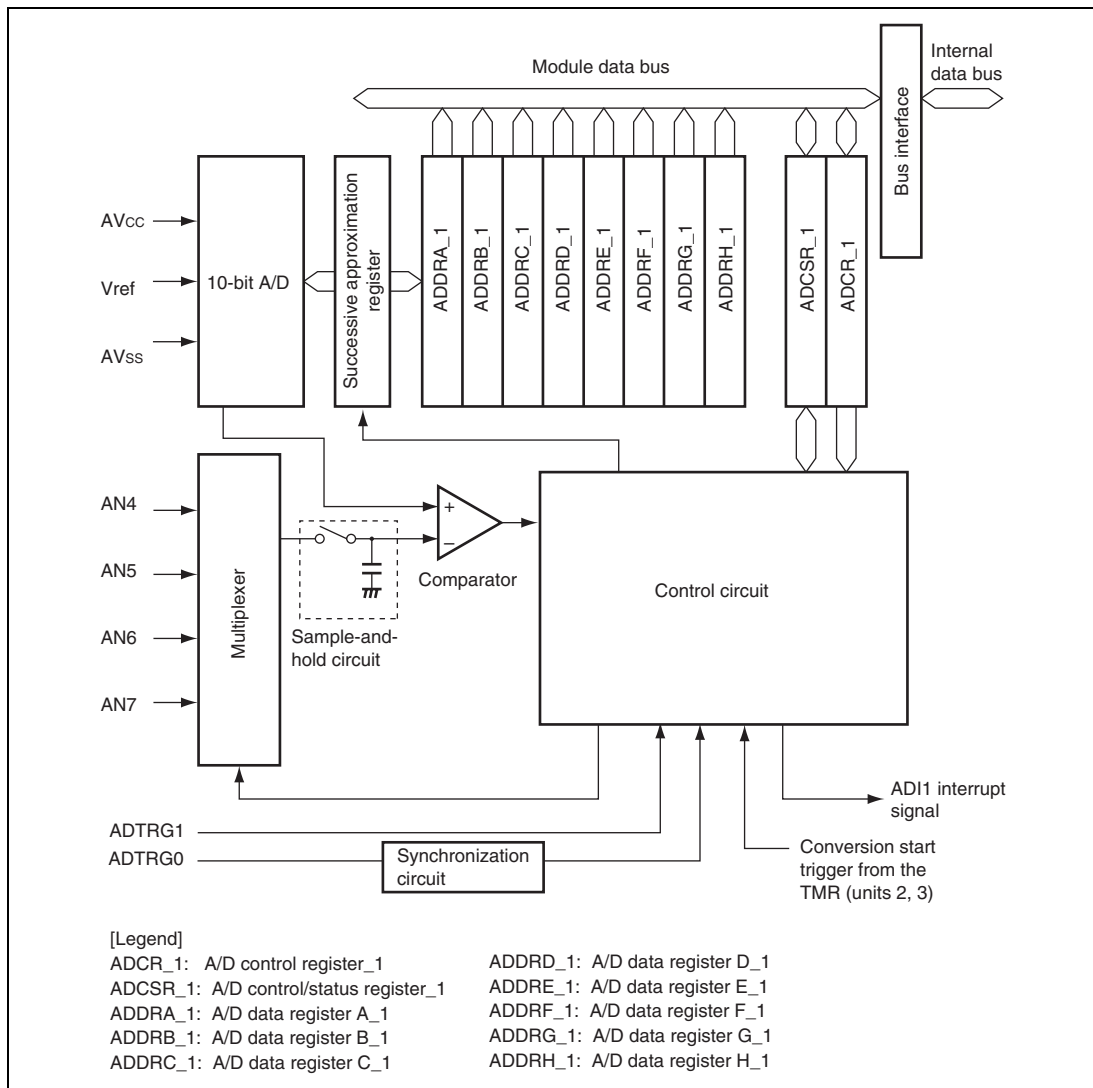 Module data bus
Internal
data bus
Bus interface
AVCC
Vref
AVSS
10-bit A/D
Successive approximation
register
ADDRA_1
ADDRB_1
ADDRC_1
ADDRD_1
ADDRE_1
ADDRF_1
ADDRG_1
ADDRH_1
ADCSR_1
ADCR_1
AN4
AN5
AN6
AN7
Multiplexer
+
–
Comparator
Sample-and-
hold circuit
Control circuit
ADI1 interrupt
signal
ADTRG1
ADTRG0
Synchronization
circuit
Conversion start
trigger from the
TMR (units 2, 3)
[Legend]
ADCR_1: A/D control register_1
ADCSR_1: A/D control/status register_1
ADDRA_1: A/D data register A_1
ADDRB_1: A/D data register B_1
ADDRC_1: A/D data register C_1
ADDRD_1: A/D data register D_1
ADDRE_1: A/D data register E_1
ADDRF_1: A/D data register F_1
ADDRG_1: A/D data register G_1
ADDRH_1: A/D data register H_1